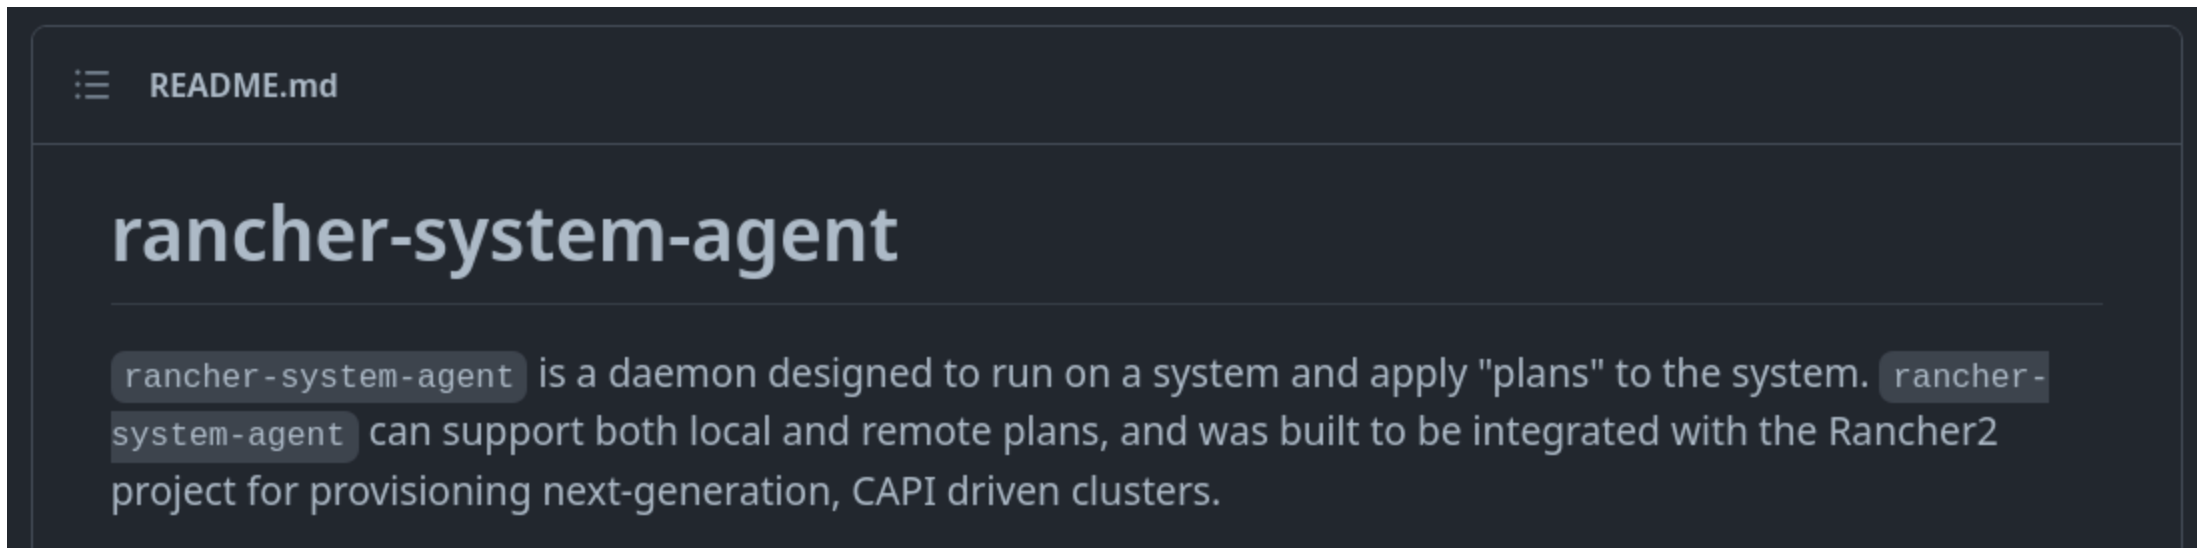 README.md
rancher-system-agent
rancher-system-agent is a daemon designed to run on a system and apply "plans" to the system. rancher-
system-agent can support both local and remote plans, and was built to be integrated with the Rancher2
project for provisioning next-generation, CAPI driven clusters.